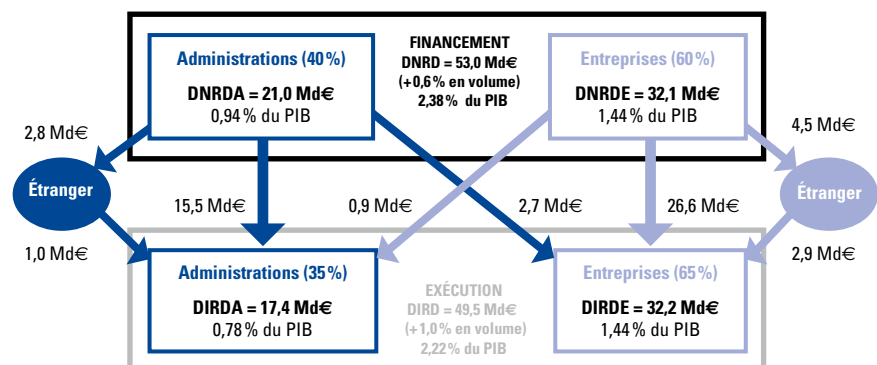 Administrations (40 %)
DNRDA = 21,0 Md€
0,94 % du PIB
FINANCEMENT
DNRD = 53,0 Md€
(+0,6 % en volume)
2,38 % du PIB
Entreprises (60 %)
DNRDE = 32,1 Md€
1,44 % du PIB
2,8 Md€
4,5 Md€
Étranger
Étranger
15,5 Md€
0,9 Md€
2,7 Md€
26,6 Md€
1,0 Md€
2,9 Md€
Administrations (35 %)
DIRDA = 17,4 Md€
0,78 % du PIB
EXÉCUTION
DIRD = 49,5 Md€
(+1,0 % en volume)
2,22 % du PIB
Entreprises (65 %)
DIRDE = 32,2 Md€
1,44 % du PIB